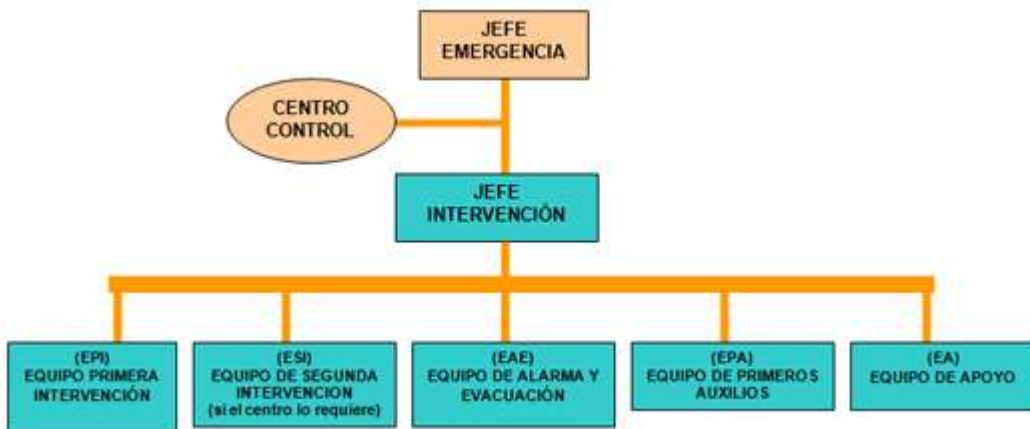 JEFE
EMERGENCIA
CENTRO
CONTROL
JEFE
INTERVENCIÓN
(EPI)
EQUIPO PRIMERA
INTERVENCIÓN
(ESI)
EQUIPO DE SEGUNDA
INTERVENCION
(si el centro lo requiere)
(EAE)
EQUIPO DE ALARMA Y
EVACUACIÓN
(EPA)
EQUIPO DE PRIMEROS
AUXILIOS
(EA)
EQUIPO DE APOYO